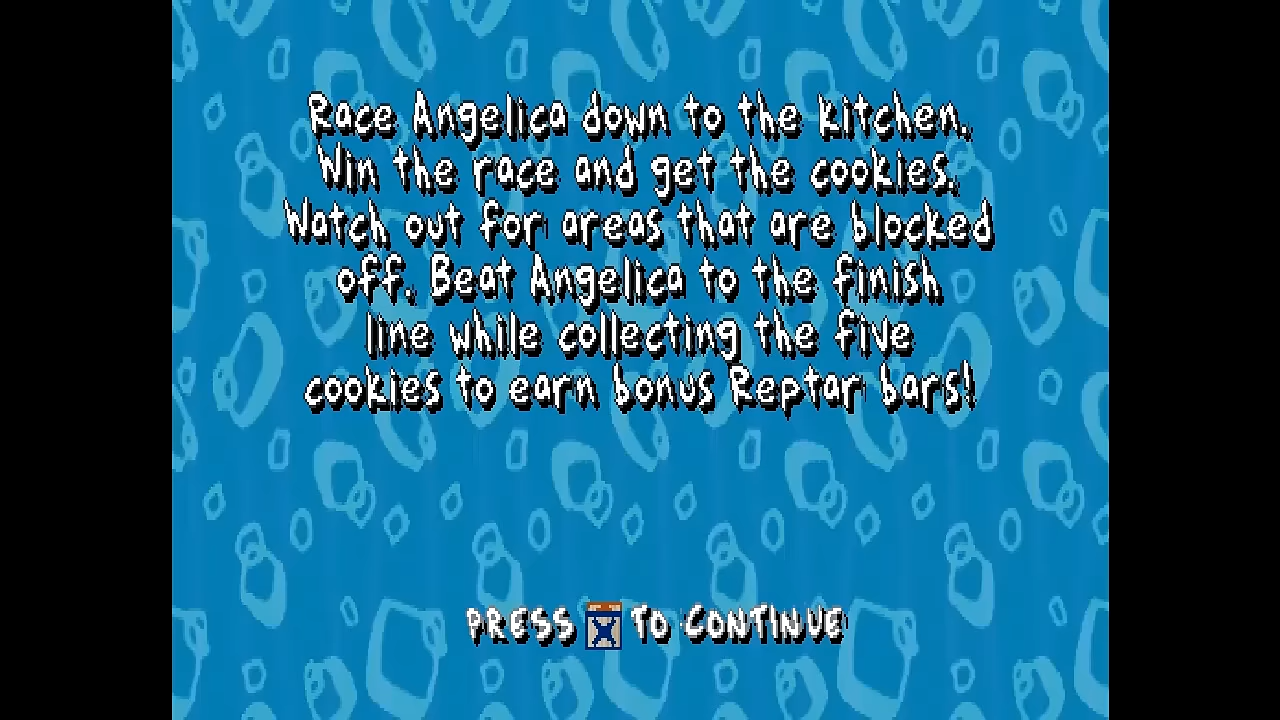 Race Angelica down to the kitchen.
Win the race and get the cookies.
Watch out for areas that are blocked
off. Beat Angelica to the finish
line while collecting the five
cookies to earn bonus Reptar bars!
PRESS X TO CONTINUE